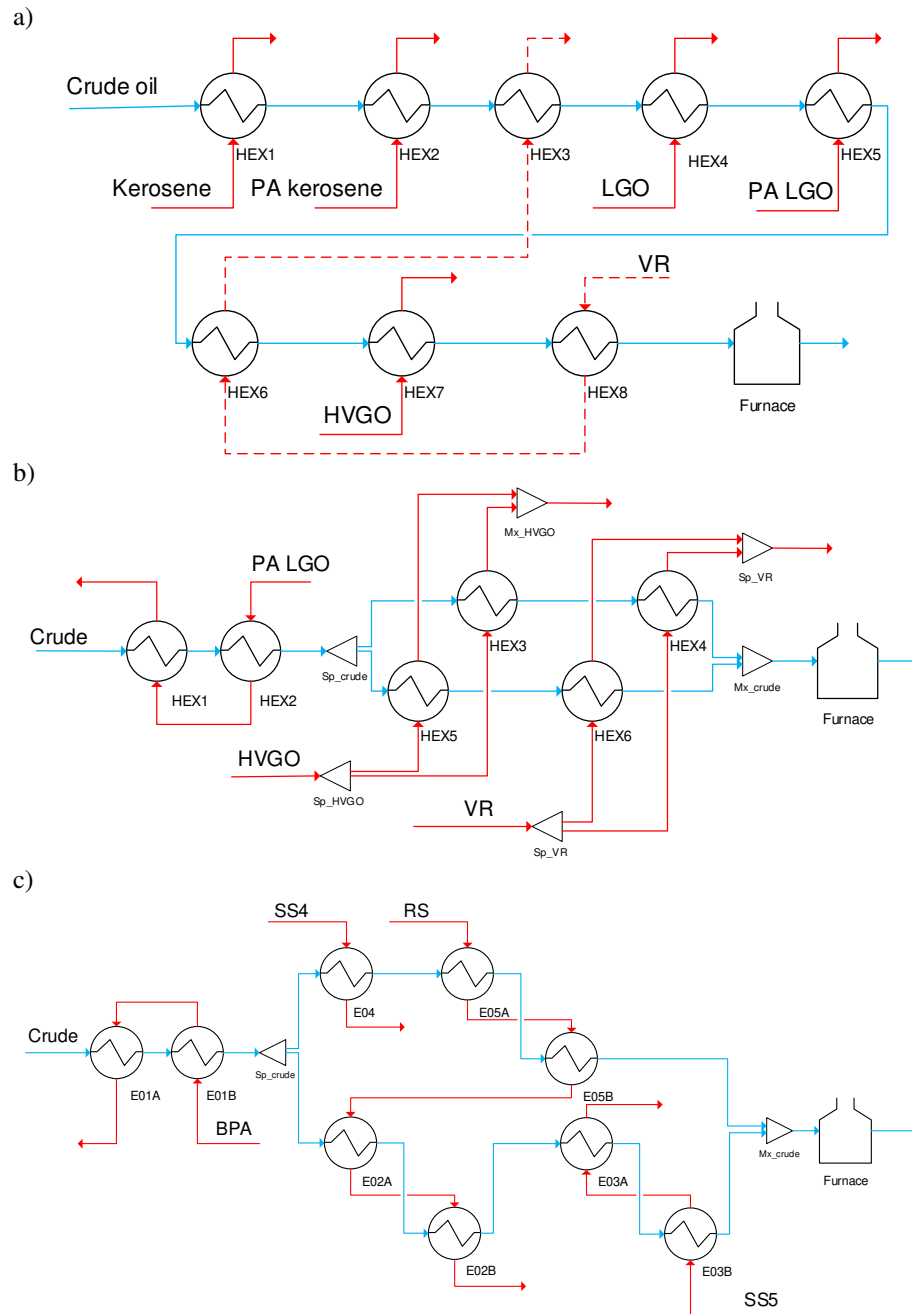 a)
Crude oil
HEX1
HEX2
HEX3
HEX4
HEX5
Kerosene
PA kerosene
LGO
PA LGO
VR
HEX6
HEX7
HEX8
HVGO
Furnace
b)
Mx_HVGO
PA LGO
Sp_VR
Crude
HEX1
HEX2
Sp_crude
HEX3
HEX4
Mx_crude
HEX5
HEX6
Furnace
HVGO
Sp_HVGO
VR
Sp_VR
c)
SS4
RS
E04
E05A
Crude
E01A
E01B
Sp_crude
BPA
E05B
Mx_crude
Furnace
E02A
E03A
E02B
E03B
SS5